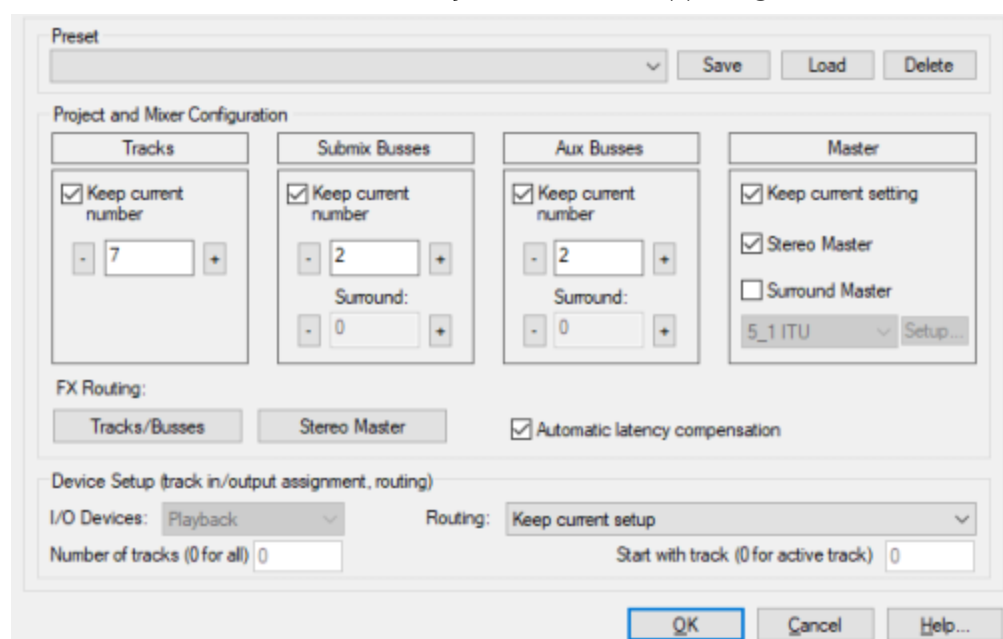 Preset
Save Load Delete
Project and Mixer Configuration
Tracks Submix Busses Aux Busses Master
Keep current number Keep current number Keep current number Keep current setting
- 7 + - 2 + - 2 + Stereo Master
Surround: Surround: Surround Master
- 0 + - 0 + 5_1 ITU Setup...
FX Routing:
Tracks/Busses Stereo Master Automatic latency compensation
Device Setup (track in/output assignment, routing)
I/O Devices: Playback Routing: Keep current setup
Number of tracks (0 for all) 0 Start with track (0 for active track) 0
OK Cancel Help...